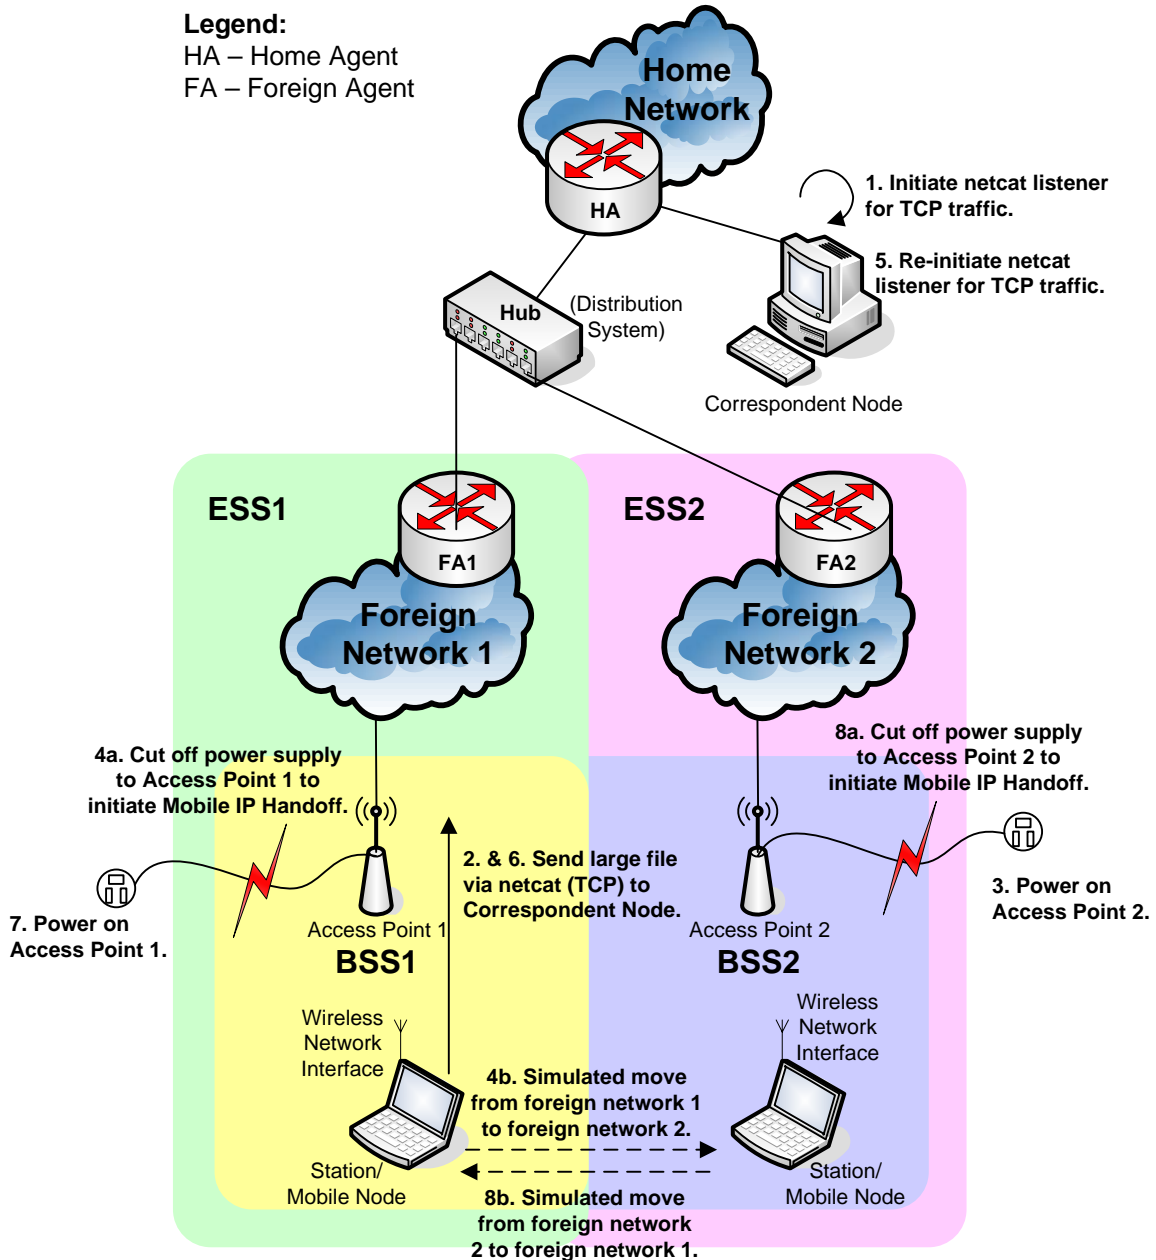 Legend:
HA – Home Agent
FA – Foreign Agent
Home
Network
HA
1. Initiate netcat listener
for TCP traffic.
5. Re-initiate netcat
listener for TCP traffic.
Hub
(Distribution
System)
Correspondent Node
ESS1
ESS2
FA1
FA2
Foreign
Network 1
Foreign
Network 2
4a. Cut off power supply
to Access Point 1 to
initiate Mobile IP Handoff.
8a. Cut off power supply
to Access Point 2 to
initiate Mobile IP Handoff.
2. & 6. Send large file
via netcat (TCP) to
Correspondent Node.
3. Power on
Access Point 2.
7. Power on
Access Point 1.
Access Point 1
Access Point 2
BSS1
BSS2
Wireless
Network
Interface
Wireless
Network
Interface
4b. Simulated move
from foreign network 1
to foreign network 2.
Station/
Mobile Node
Station/
Mobile Node
8b. Simulated move
from foreign network
2 to foreign network 1.